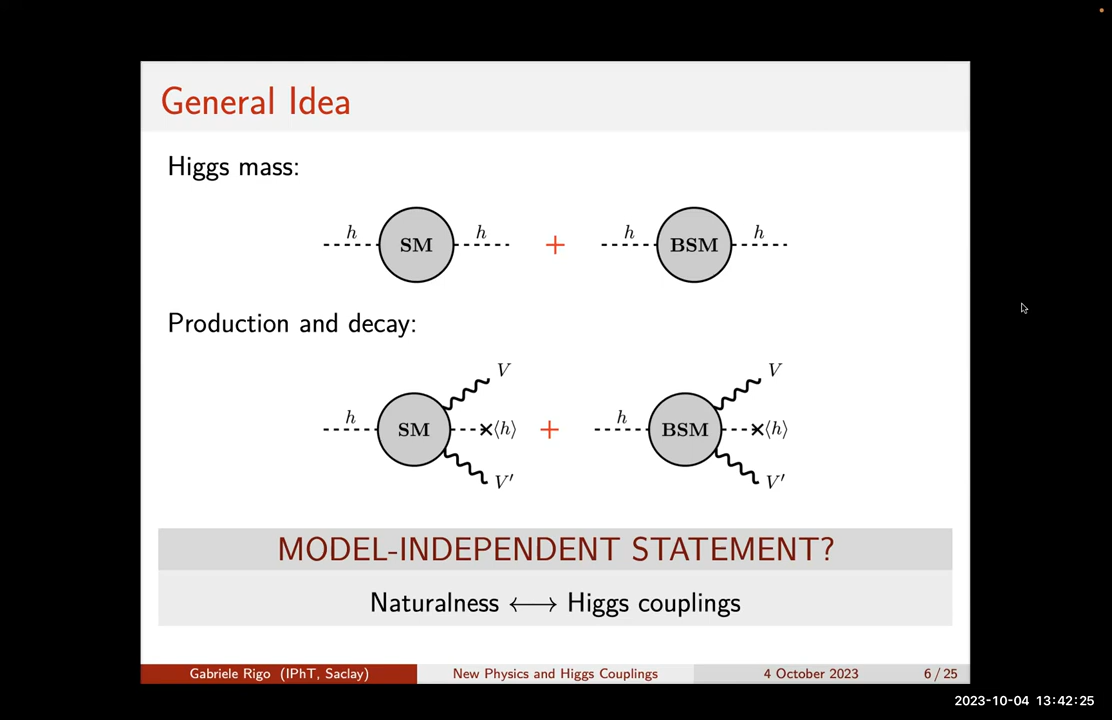 General Idea
Higgs mass:
h SM h + h BSM h
Production and decay:
V V
h SM ⟨h⟩ + h BSM ⟨h⟩
V′ V′
MODEL-INDEPENDENT STATEMENT?
Naturalness ⟷ Higgs couplings
Gabriele Rigo (IPhT, Saclay) New Physics and Higgs Couplings 4 October 2023 6 / 25
2023-10-04 13:42:25